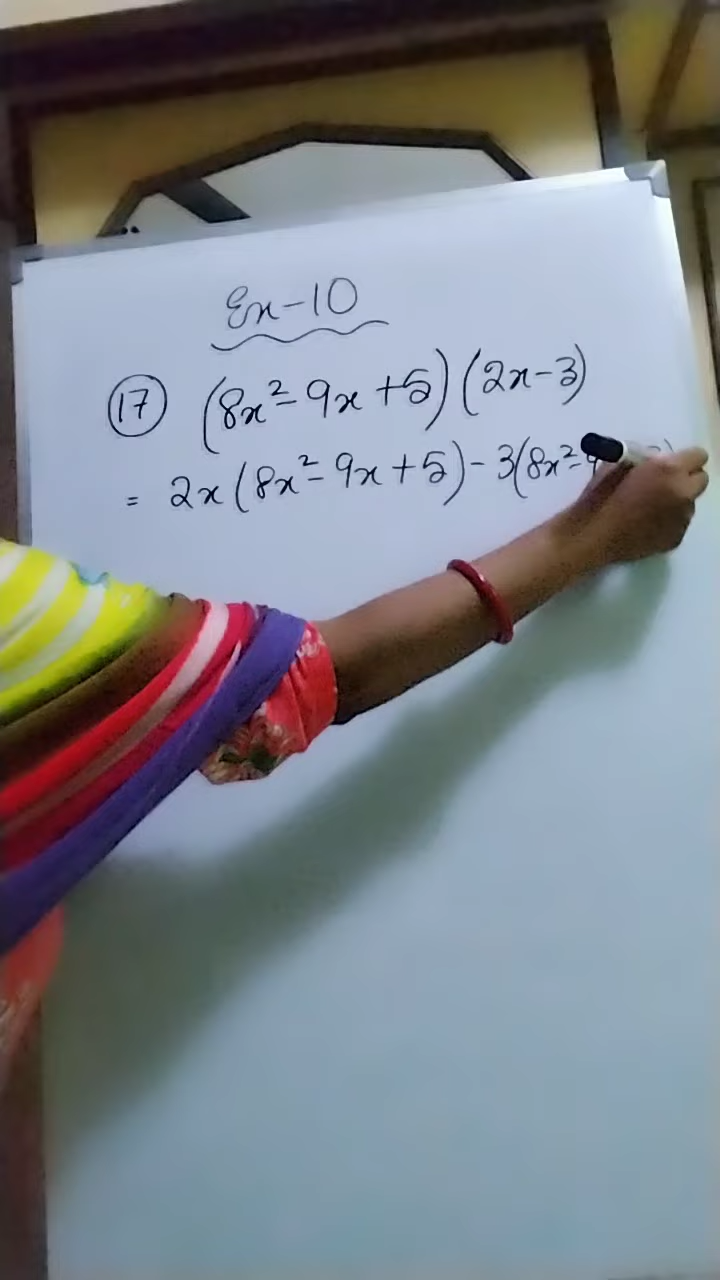 Ex-10
17 (8x²-9x+5)(2x-3)
= 2x(8x²-9x+5)-3(8x²-